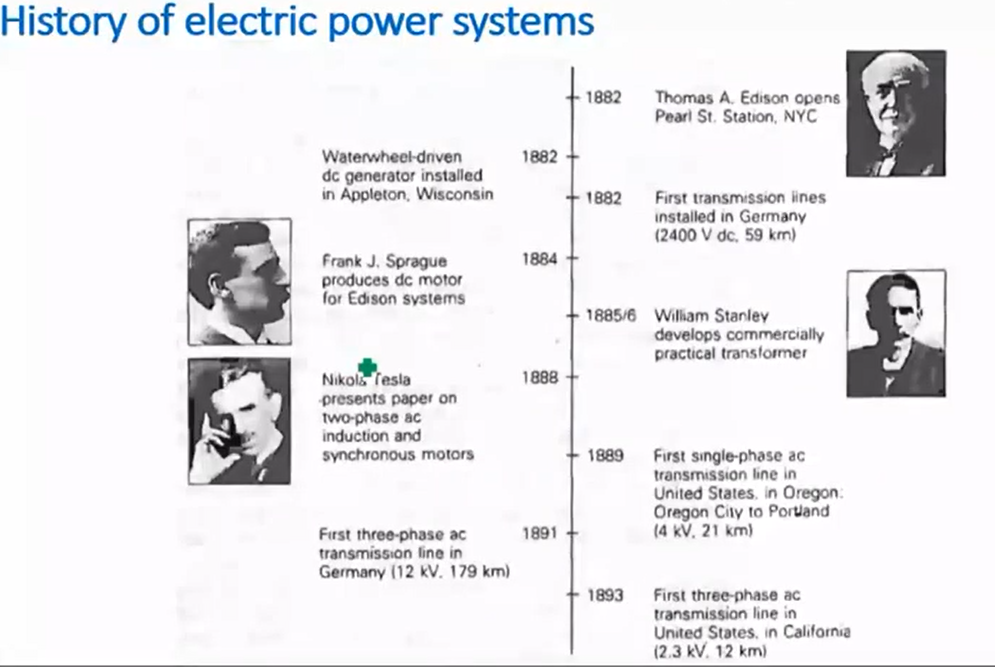 History of electric power systems
1882
Thomas A. Edison opens
Pearl St. Station, NYC
Waterwheel-driven
dc generator installed
in Appleton, Wisconsin
1882
1882
First transmission lines
installed in Germany
(2400 V dc, 59 km)
Frank J. Sprague
produces dc motor
for Edison systems
1884
1885/6
William Stanley
develops commercially
practical transformer
Nikola Tesla
presents paper on
two-phase ac
induction and
synchronous motors
1888
1889
First single-phase ac
transmission line in
United States, in Oregon:
Oregon City to Portland
(4 kV, 21 km)
First three-phase ac
transmission line in
Germany (12 kV, 179 km)
1891
1893
First three-phase ac
transmission line in
United States, in California
(2.3 kV, 12 km)